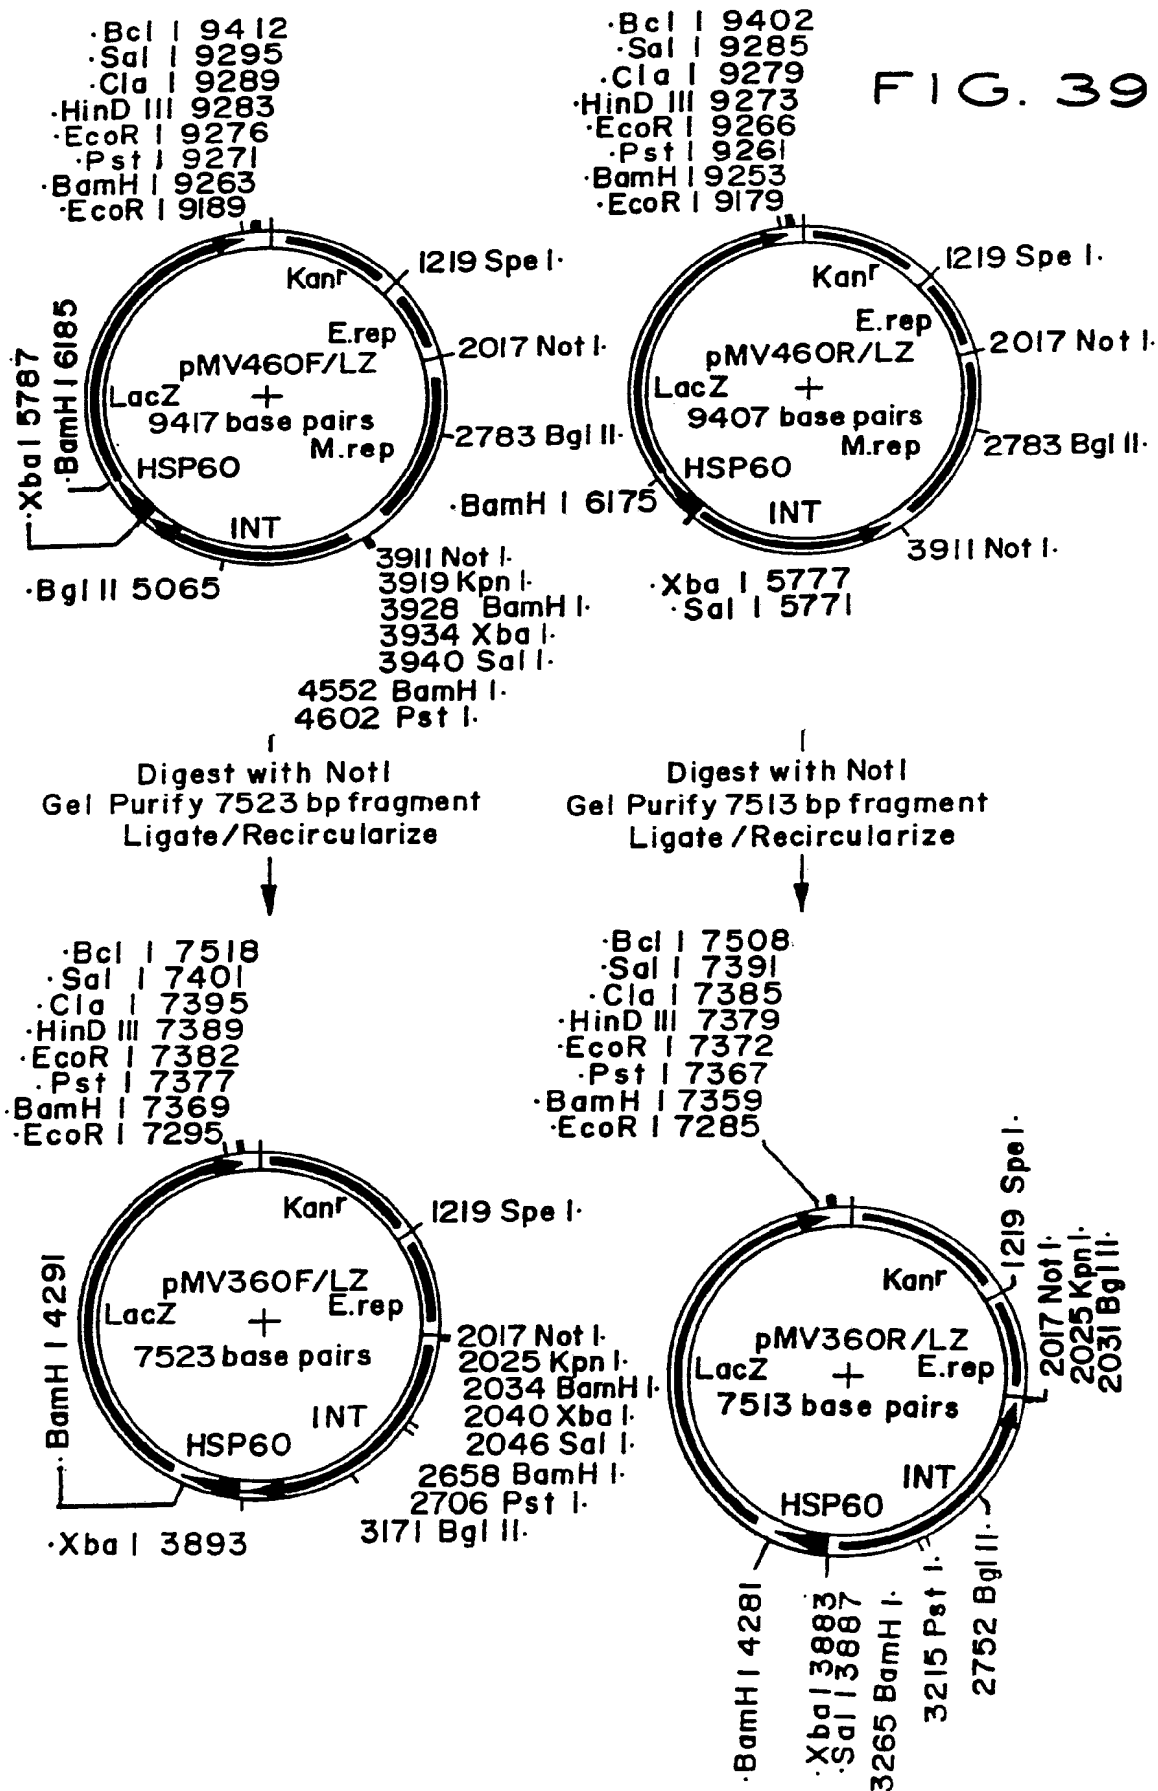 FIG. 39
·Bcl I 9412
·Sal I 9295
·Cla I 9289
·HinD III 9283
·EcoR I 9276
·Pst I 9271
·BamH I 9263
·EcoR I 9189
1219 Spe I·
2017 Not I·
2783 Bgl II·
3911 Not I·
3919 Kpn I·
3928 BamH I·
3934 Xba I·
3940 Sal I·
4552 BamH I·
4602 Pst I·
·Bgl II 5065
·Xba I 5787
·BamH I 6185
Kanʳ
E.rep
pMV460F/LZ
LacZ +
9417 base pairs
M.rep
HSP60
INT
·Bcl I 9402
·Sal I 9285
·Cla I 9279
·HinD III 9273
·EcoR I 9266
·Pst I 9261
·BamH I 9253
·EcoR I 9179
1219 Spe I·
2017 Not I·
2783 Bgl II·
3911 Not I·
·Xba I 5777
·Sal I 5771
·BamH I 6175
Kanʳ
E.rep
pMV460R/LZ
LacZ +
9407 base pairs
M.rep
HSP60
INT
Digest with NotI
Gel Purify 7523 bp fragment
Ligate/Recircularize
Digest with NotI
Gel Purify 7513 bp fragment
Ligate/Recircularize
·Bcl I 7518
·Sal I 7401
·Cla I 7395
·HinD III 7389
·EcoR I 7382
·Pst I 7377
·BamH I 7369
·EcoR I 7295
1219 Spe I·
2017 Not I·
2025 Kpn I·
2034 BamH I·
2040 Xba I·
2046 Sal I·
2658 BamH I·
2706 Pst I·
3171 Bgl II·
·Xba I 3893
·BamH I 4291
Kanʳ
pMV360F/LZ
E.rep
LacZ +
7523 base pairs
INT
HSP60
·Bcl I 7508
·Sal I 7391
·Cla I 7385
·HinD III 7379
·EcoR I 7372
·Pst I 7367
·BamH I 7359
·EcoR I 7285
1219 Spe I·
2017 Not I·
2025 Kpn I·
2031 Bgl II·
2752 Bgl II·
3215 Pst I·
3265 BamH I·
·Sal I 3887
·Xba I 3883
·BamH I 4281
Kanʳ
pMV360R/LZ
LacZ + E.rep
7513 base pairs
INT
HSP60